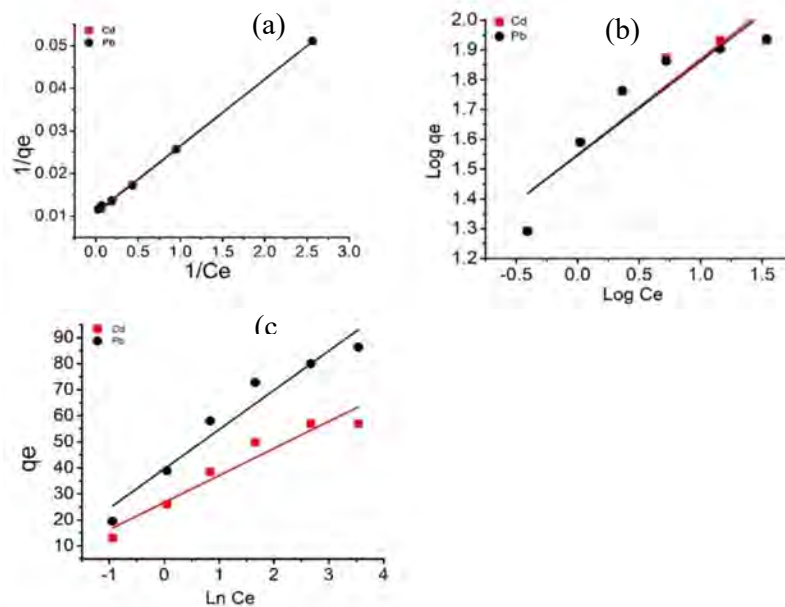 (a)
Cd
Pb
0.05
0.04
0.03
0.02
0.01
1/qe
0.0 0.5 1.0 1.5 2.0 2.5 3.0
1/Ce
(b)
Cd
Pb
2.0
1.9
1.8
1.7
1.6
1.5
1.4
1.3
1.2
Log qe
-0.5 0.0 0.5 1.0 1.5
Log Ce
(c
Cd
Pb
90
80
70
60
50
40
30
20
10
qe
-1 0 1 2 3 4
Ln Ce